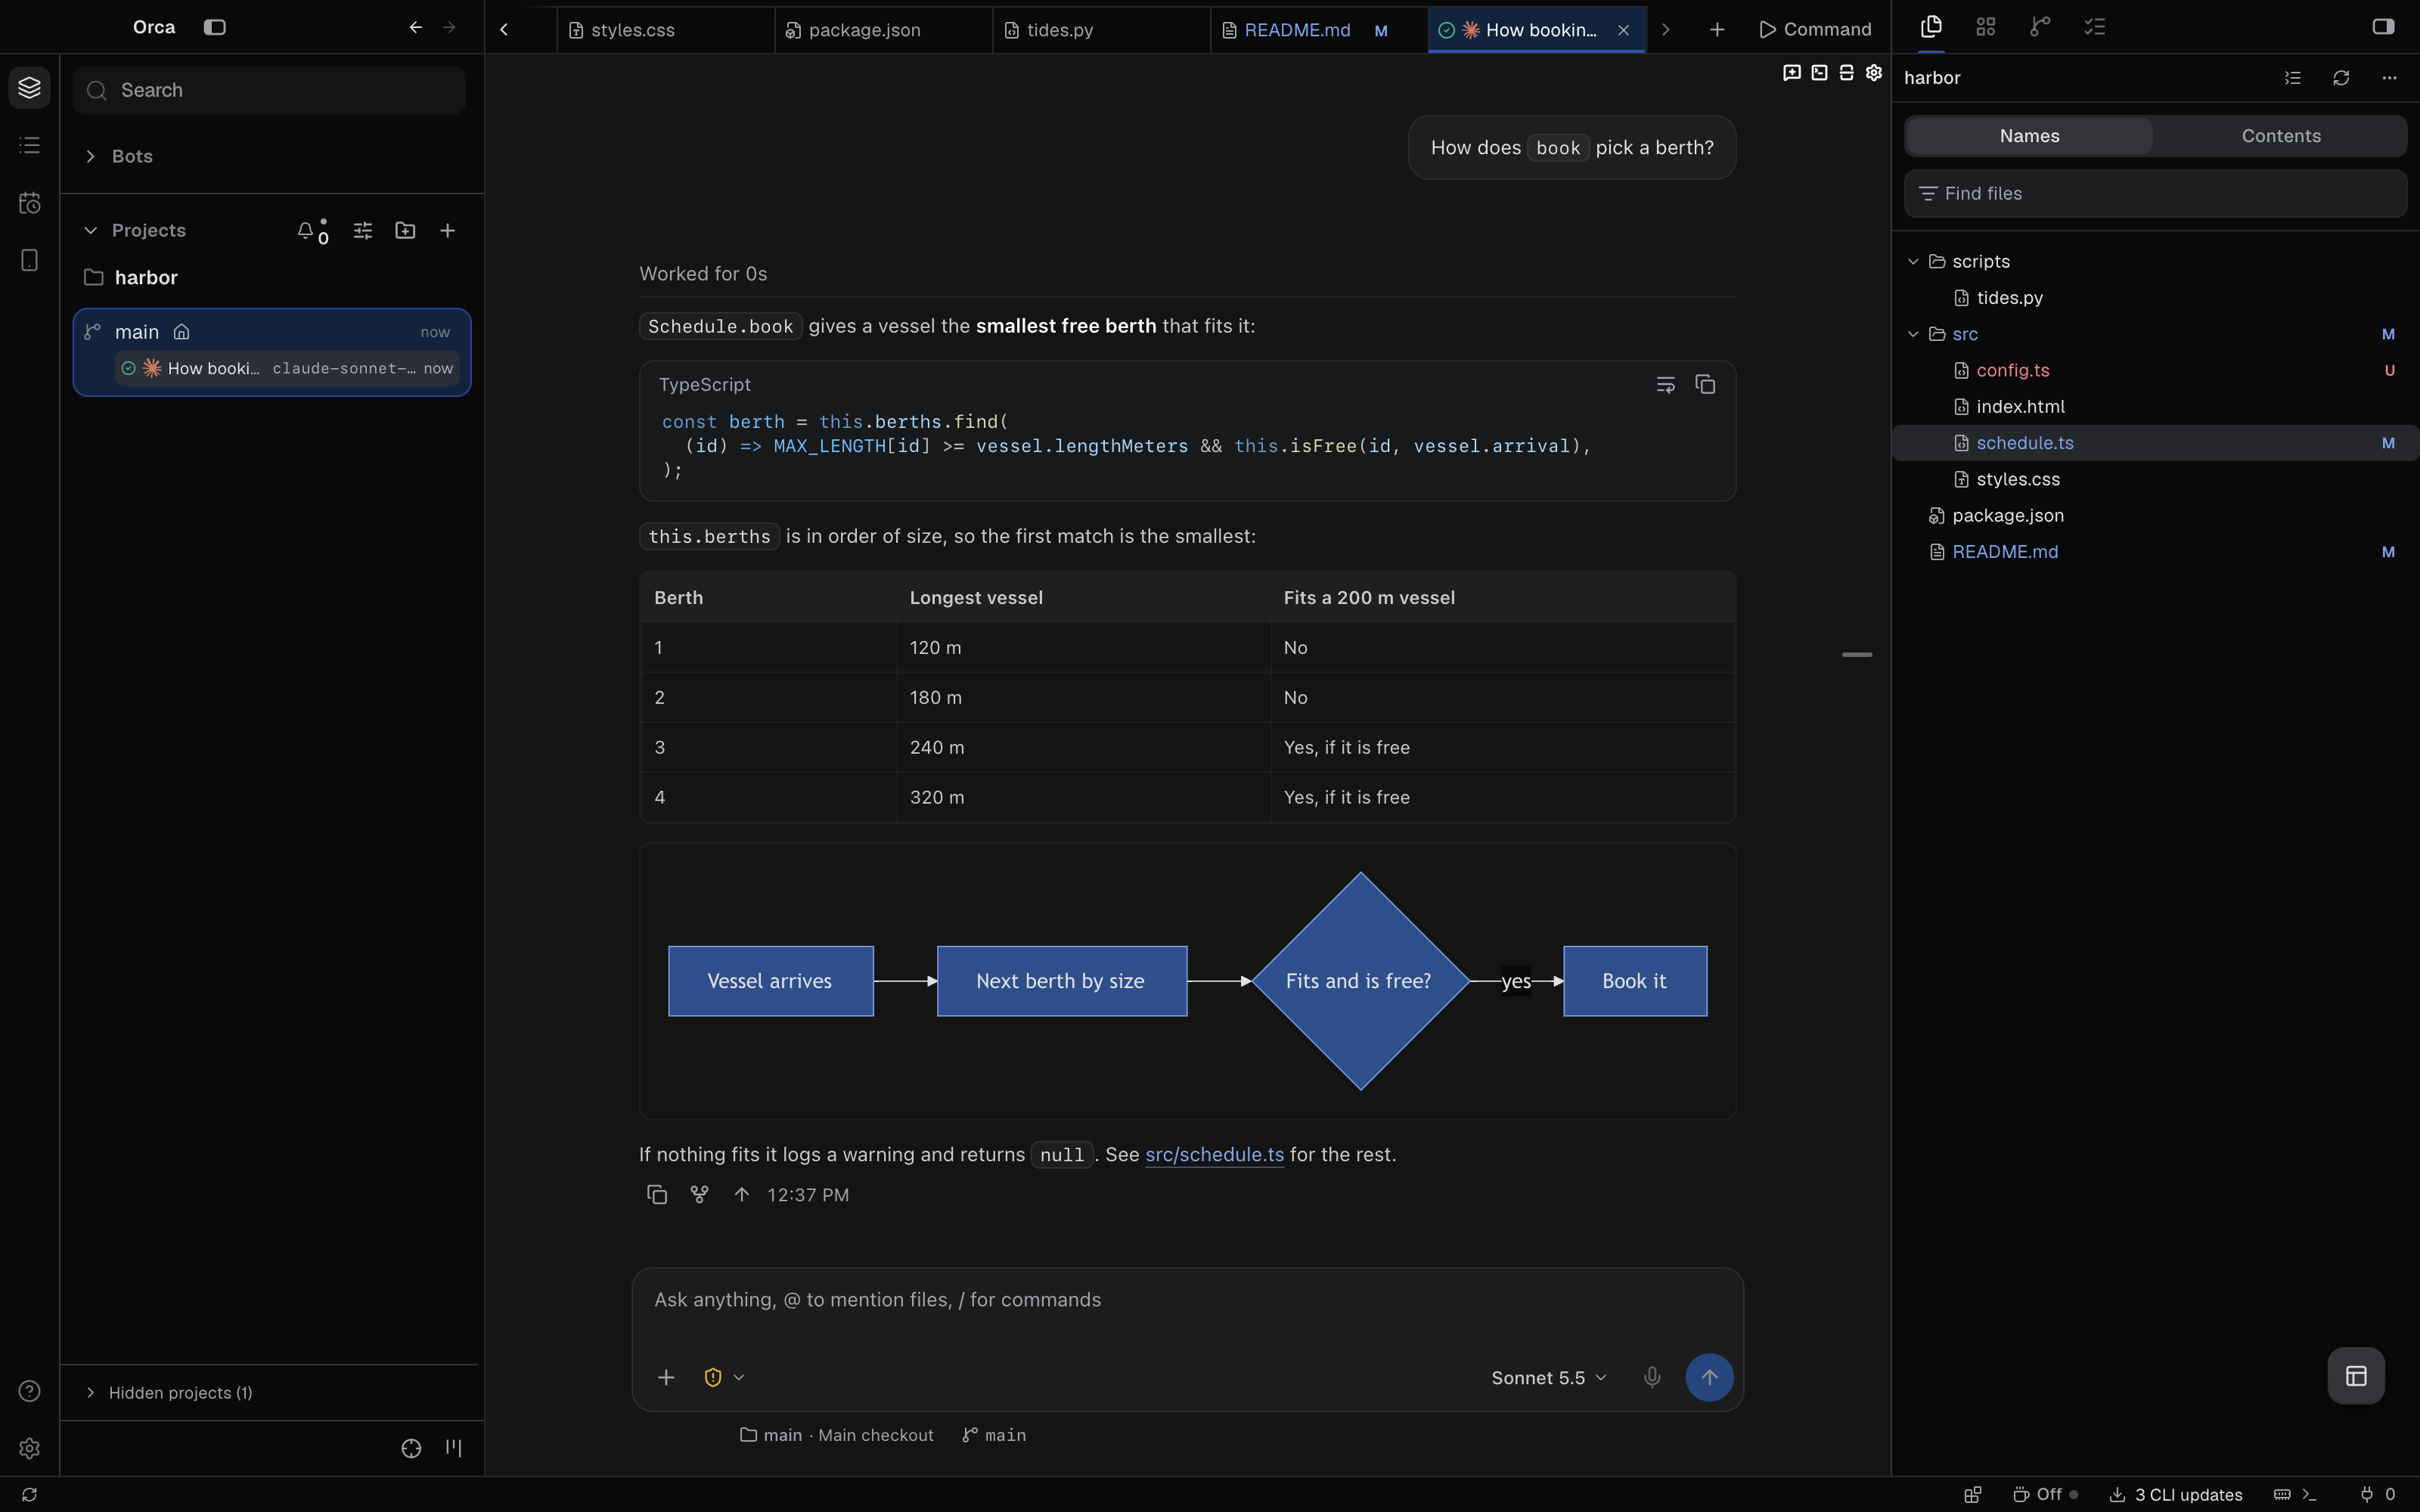 Orca
Search
Bots
Projects
0
harbor
main
now
How booki…
claude-sonnet-…
now
Hidden projects (1)
styles.css
package.json
tides.py
README.md
M
How bookin…
Command
How does book pick a berth?
Worked for 0s
Schedule.book gives a vessel the smallest free berth that fits it:
TypeScript
const berth = this.berths.find(
(id) => MAX_LENGTH[id] >= vessel.lengthMeters && this.isFree(id, vessel.arrival),
);
this.berths is in order of size, so the first match is the smallest:
Berth Longest vessel Fits a 200 m vessel
1 120 m No
2 180 m No
3 240 m Yes, if it is free
4 320 m Yes, if it is free
Vessel arrives Next berth by size Fits and is free? yes Book it
If nothing fits it logs a warning and returns null. See src/schedule.ts for the rest.
12:37 PM
Ask anything, @ to mention files, / for commands
Sonnet 5.5
main · Main checkout
main
harbor
Names
Contents
Find files
scripts
tides.py
src M
config.ts U
index.html
schedule.ts M
styles.css
package.json
README.md M
Off
3 CLI updates
0